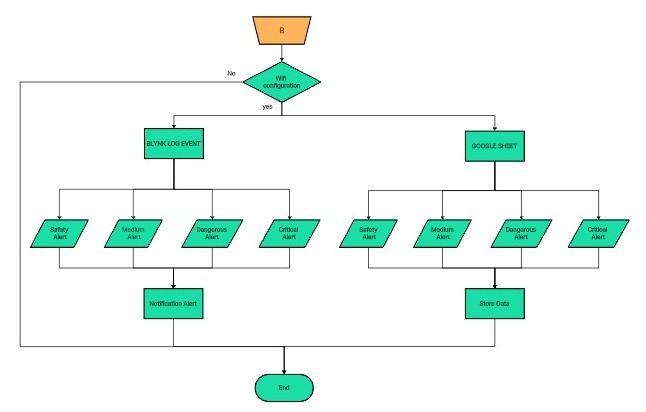 B
No
Wifi
configuration
yes
BLYNK LOG EVENT
GOOGLE SHEET
Safety
Alert
Medium
Alert
Dangerous
Alert
Critical
Alert
Safety
Alert
Medium
Alert
Dangerous
Alert
Critical
Alert
Notification Alert
Store Data
End